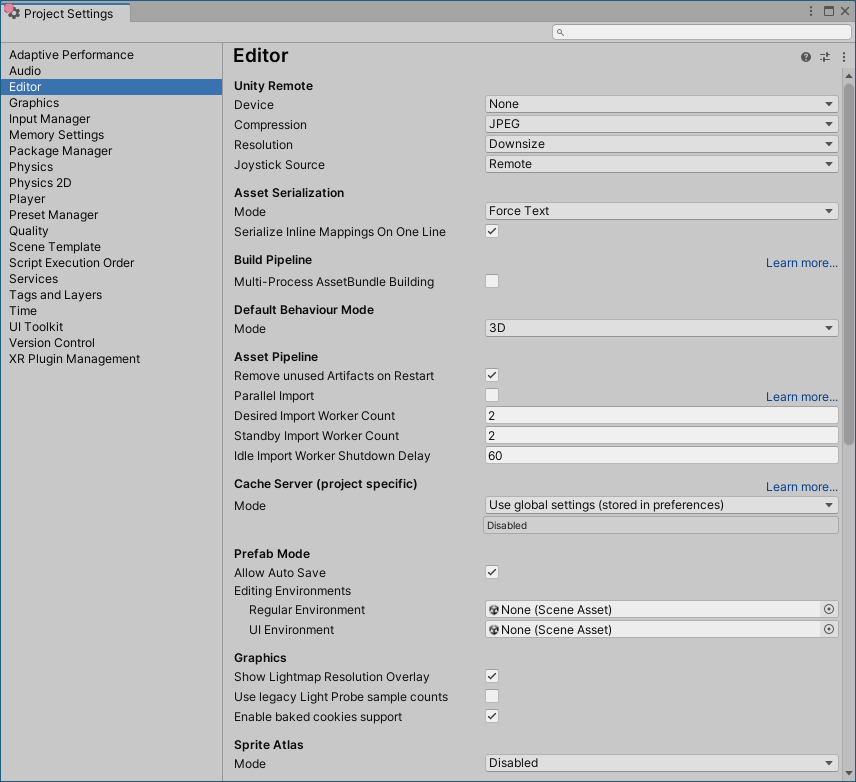 Project Settings
Adaptive Performance
Audio
Editor
Graphics
Input Manager
Memory Settings
Package Manager
Physics
Physics 2D
Player
Preset Manager
Quality
Scene Template
Script Execution Order
Services
Tags and Layers
Time
UI Toolkit
Version Control
XR Plugin Management
Editor
Unity Remote
Device None
Compression JPEG
Resolution Downsize
Joystick Source Remote
Asset Serialization
Mode Force Text
Serialize Inline Mappings On One Line
Build Pipeline Learn more...
Multi-Process AssetBundle Building
Default Behaviour Mode
Mode 3D
Asset Pipeline
Remove unused Artifacts on Restart
Parallel Import Learn more...
Desired Import Worker Count 2
Standby Import Worker Count 2
Idle Import Worker Shutdown Delay 60
Cache Server (project specific) Learn more...
Mode Use global settings (stored in preferences)
Disabled
Prefab Mode
Allow Auto Save
Editing Environments
Regular Environment None (Scene Asset)
UI Environment None (Scene Asset)
Graphics
Show Lightmap Resolution Overlay
Use legacy Light Probe sample counts
Enable baked cookies support
Sprite Atlas
Mode Disabled